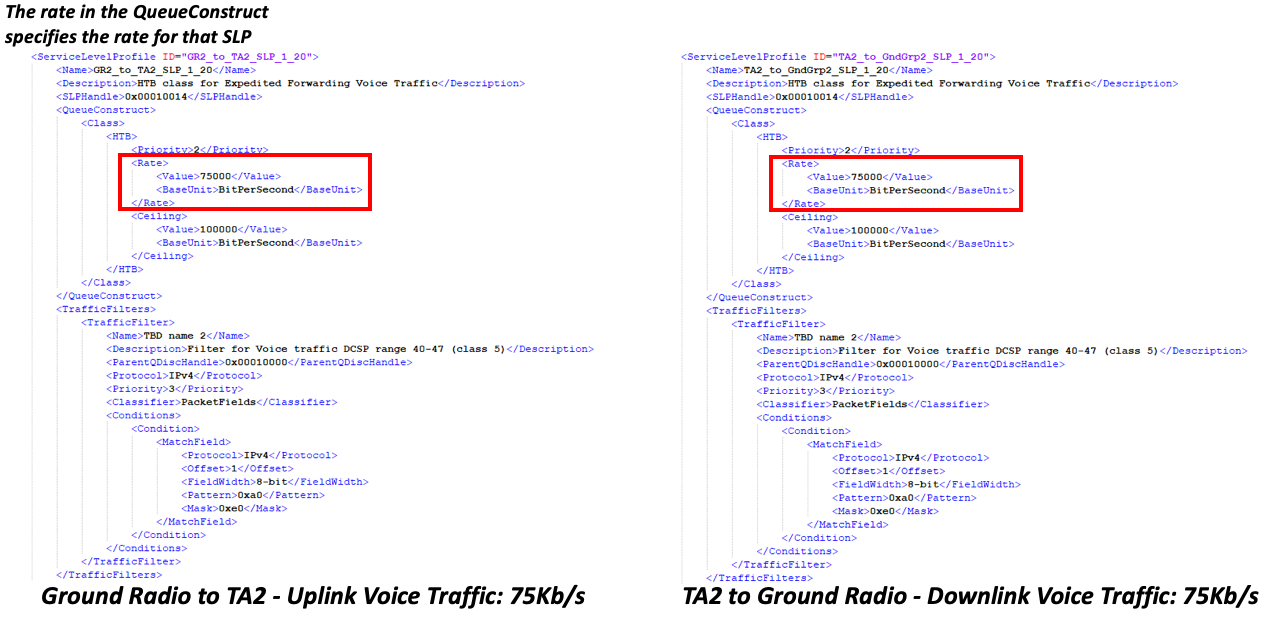 The rate in the QueueConstruct
specifies the rate for that SLP
<ServiceLevelProfile ID="GR2_to_TA2_SLP_1_20">
<Name>GR2_to_TA2_SLP_1_20</Name>
<Description>HTB class for Expedited Forwarding Voice Traffic</Description>
<SLPHandle>0x00010014</SLPHandle>
<QueueConstruct>
<Class>
<HTB>
<Priority>2</Priority>
<Rate>
<Value>75000</Value>
<BaseUnit>BitPerSecond</BaseUnit>
</Rate>
<Ceiling>
<Value>100000</Value>
<BaseUnit>BitPerSecond</BaseUnit>
</Ceiling>
</HTB>
</Class>
</QueueConstruct>
<TrafficFilters>
<TrafficFilter>
<Name>TBD name 2</Name>
<Description>Filter for Voice traffic DCSP range 40-47 (class 5)</Description>
<ParentQDiscHandle>0x00010000</ParentQDiscHandle>
<Protocol>IPv4</Protocol>
<Priority>3</Priority>
<Classifier>PacketFields</Classifier>
<Conditions>
<Condition>
<MatchField>
<Protocol>IPv4</Protocol>
<Offset>1</Offset>
<FieldWidth>8-bit</FieldWidth>
<Pattern>0xa0</Pattern>
<Mask>0xe0</Mask>
</MatchField>
</Condition>
</Conditions>
</TrafficFilter>
</TrafficFilters>
Ground Radio to TA2 - Uplink Voice Traffic: 75Kb/s
<ServiceLevelProfile ID="TA2_to_GndGrp2_SLP_1_20">
<Name>TA2_to_GndGrp2_SLP_1_20</Name>
<Description>HTB class for Expedited Forwarding Voice Traffic</Description>
<SLPHandle>0x00010014</SLPHandle>
<QueueConstruct>
<Class>
<HTB>
<Priority>2</Priority>
<Rate>
<Value>75000</Value>
<BaseUnit>BitPerSecond</BaseUnit>
</Rate>
<Ceiling>
<Value>100000</Value>
<BaseUnit>BitPerSecond</BaseUnit>
</Ceiling>
</HTB>
</Class>
</QueueConstruct>
<TrafficFilters>
<TrafficFilter>
<Name>TBD name 2</Name>
<Description>Filter for Voice traffic DCSP range 40-47 (class 5)</Description>
<ParentQDiscHandle>0x00010000</ParentQDiscHandle>
<Protocol>IPv4</Protocol>
<Priority>3</Priority>
<Classifier>PacketFields</Classifier>
<Conditions>
<Condition>
<MatchField>
<Protocol>IPv4</Protocol>
<Offset>1</Offset>
<FieldWidth>8-bit</FieldWidth>
<Pattern>0xa0</Pattern>
<Mask>0xe0</Mask>
</MatchField>
</Condition>
</Conditions>
</TrafficFilter>
</TrafficFilters>
TA2 to Ground Radio - Downlink Voice Traffic: 75Kb/s